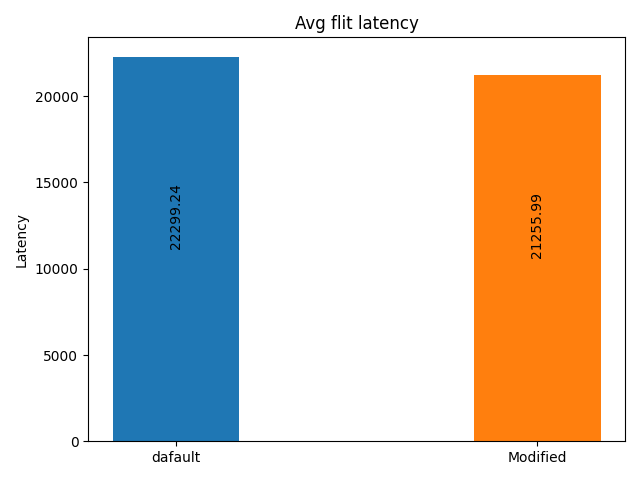 Avg flit latency
Latency
20000
15000
10000
5000
0
22299.24
21255.99
dafault
Modified